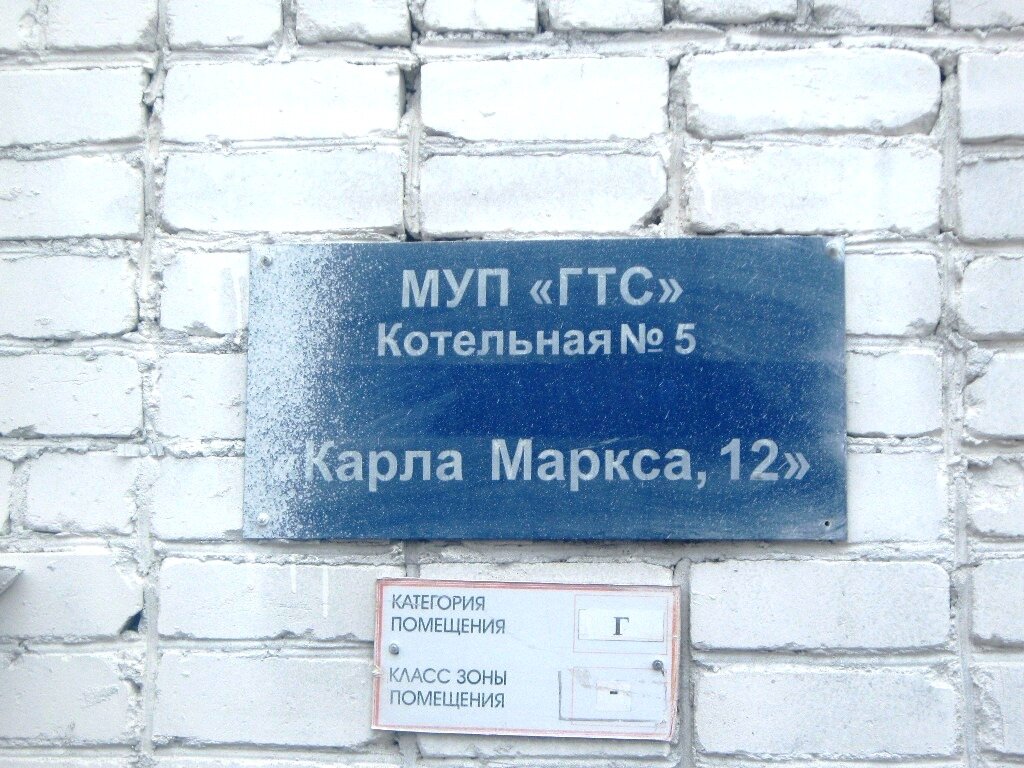 МУП «ГТС»
Котельная № 5
«Карла Маркса, 12»
КАТЕГОРИЯ
ПОМЕЩЕНИЯ
Г
КЛАСС ЗОНЫ
ПОМЕЩЕНИЯ
-